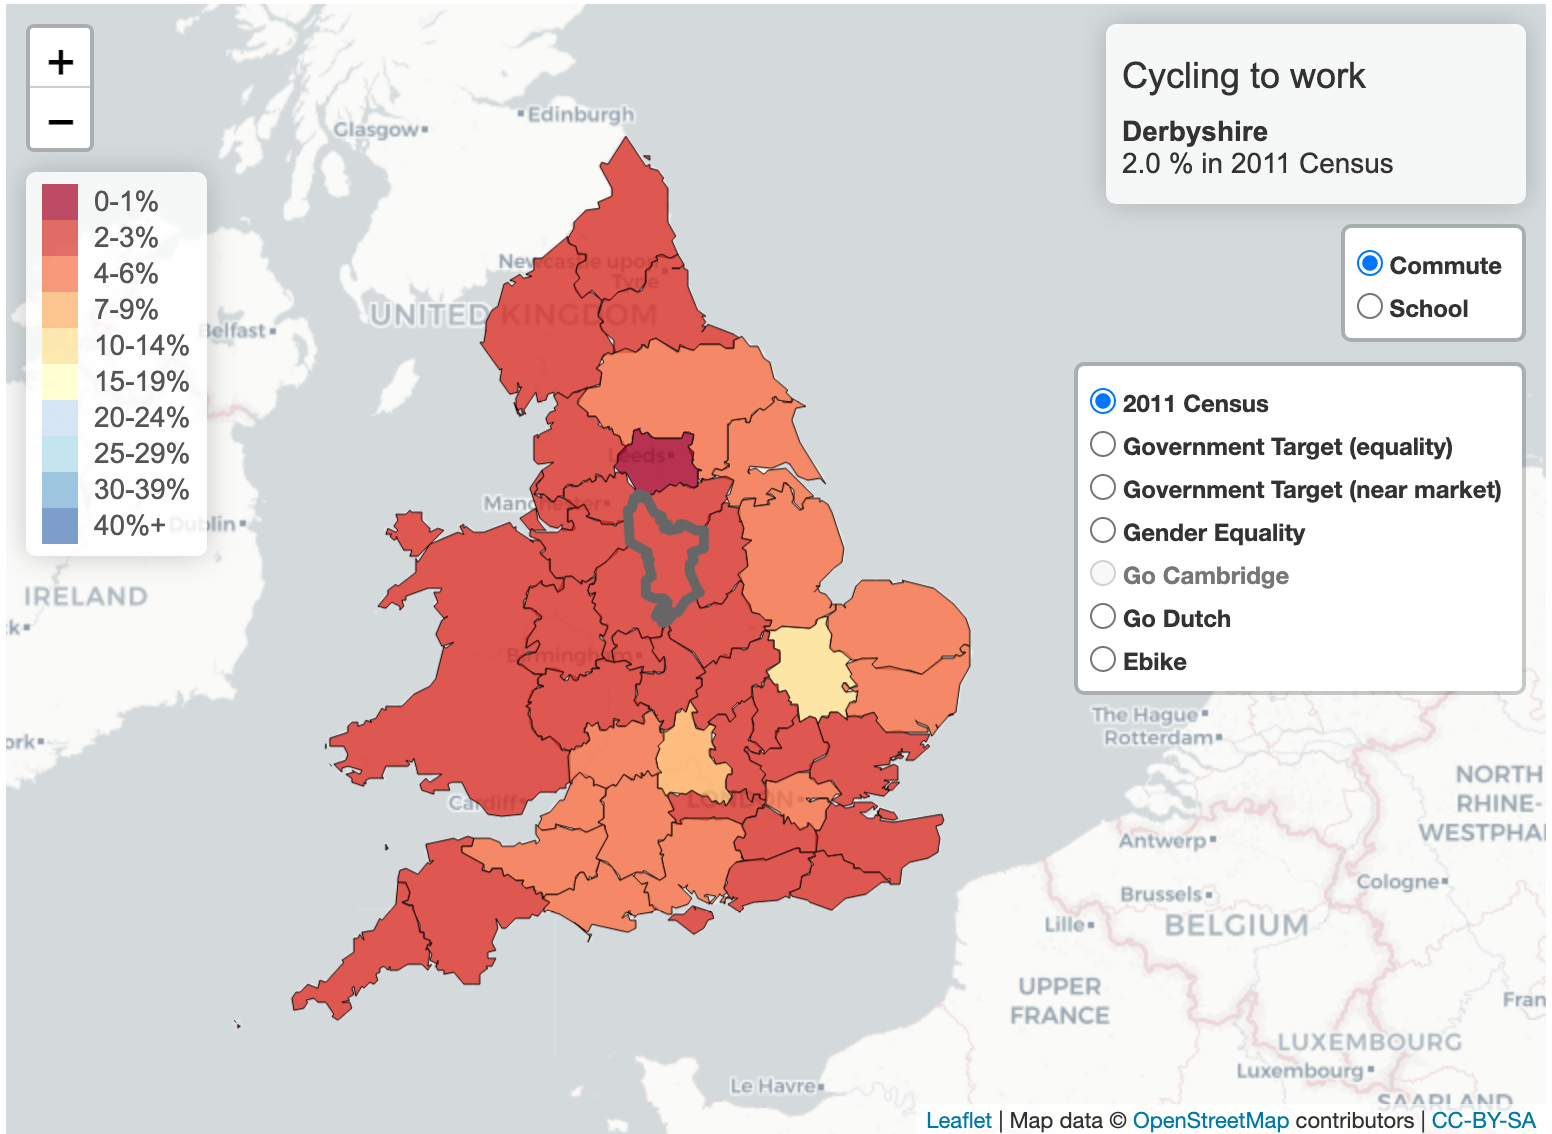 +
−
0-1%
2-3%
4-6%
7-9%
10-14%
15-19%
20-24%
25-29%
30-39%
40%+
Cycling to work
Derbyshire
2.0 % in 2011 Census
Commute
School
2011 Census
Government Target (equality)
Government Target (near market)
Gender Equality
Go Cambridge
Go Dutch
Ebike
Edinburgh
Glasgow
Newcastle upon
Tyne
UNITED KINGDOM
Belfast
Leeds
Manchester
Dublin
IRELAND
k
Birmingham
ork
Cardiff
LONDON
The Hague
Rotterdam
NORTH
RHINE-
WESTPHA
Antwerp
Cologne
Brussels
Lille
BELGIUM
UPPER
FRANCE
Fran
LUXEMBOURG
Luxembourg
Le Havre
SAARLAND
Leaflet | Map data © OpenStreetMap contributors | CC-BY-SA